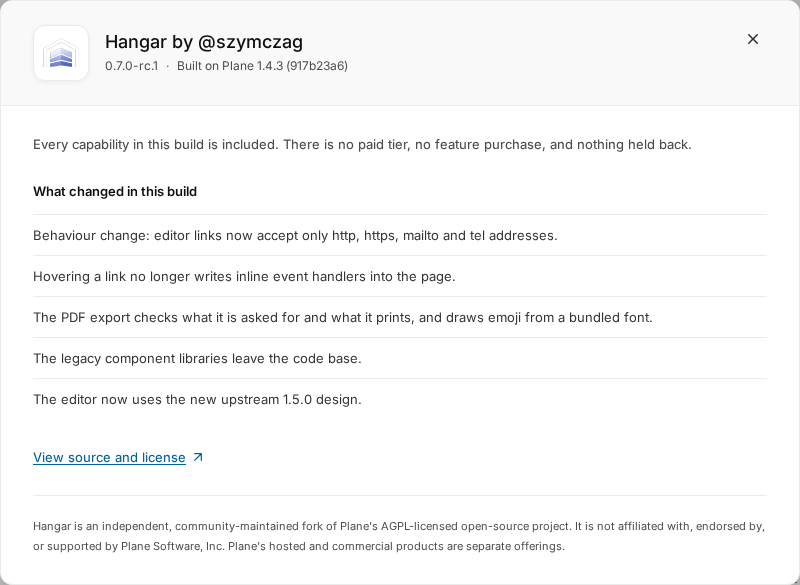 Hangar by @szymczag
0.7.0-rc.1 · Built on Plane 1.4.3 (917b23a6)
Every capability in this build is included. There is no paid tier, no feature purchase, and nothing held back.
What changed in this build
Behaviour change: editor links now accept only http, https, mailto and tel addresses.
Hovering a link no longer writes inline event handlers into the page.
The PDF export checks what it is asked for and what it prints, and draws emoji from a bundled font.
The legacy component libraries leave the code base.
The editor now uses the new upstream 1.5.0 design.
View source and license
Hangar is an independent, community-maintained fork of Plane's AGPL-licensed open-source project. It is not affiliated with, endorsed by,
or supported by Plane Software, Inc. Plane's hosted and commercial products are separate offerings.